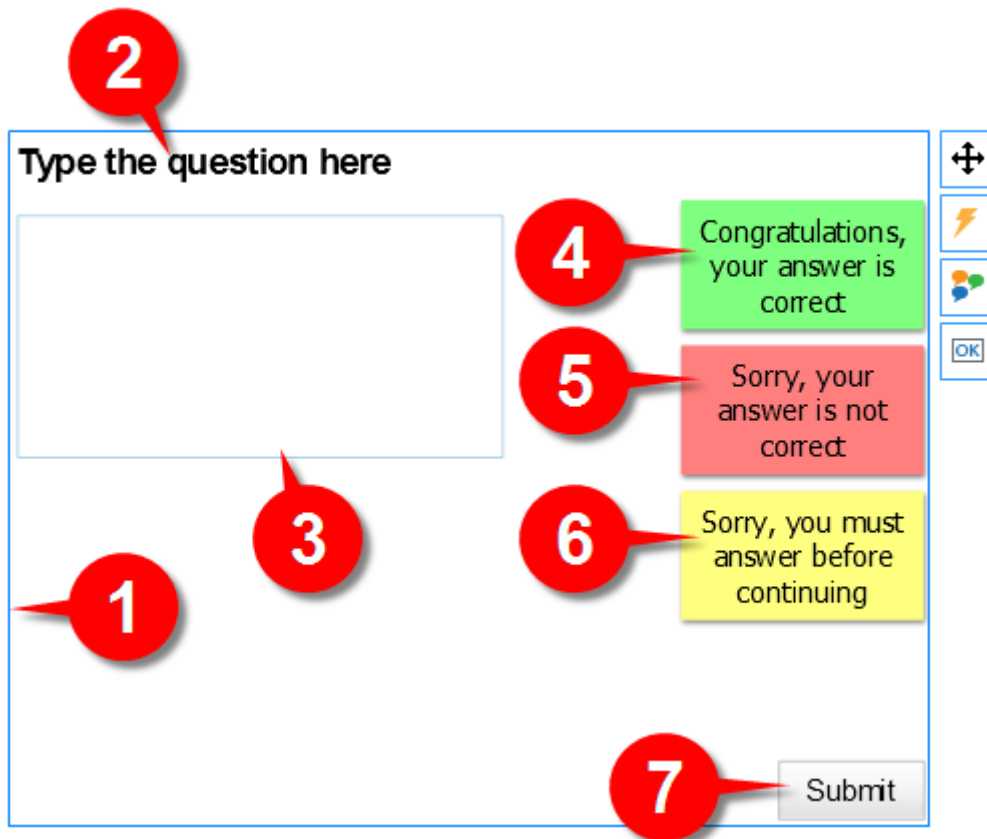 2
Type the question here
4
Congratulations,
your answer is
correct
5
Sorry, your
answer is not
correct
OK
3
6
Sorry, you must
answer before
continuing
1
7
Submit